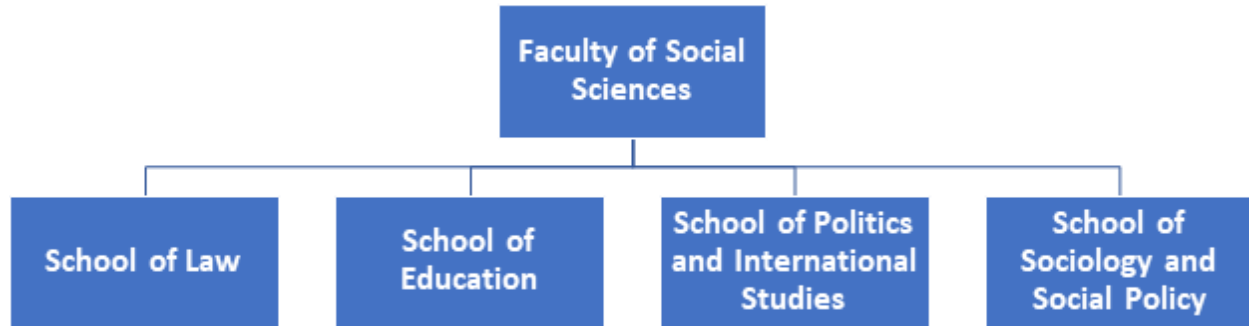 Faculty of Social
Sciences
School of Law
School of
Education
School of Politics
and International
Studies
School of
Sociology and
Social Policy